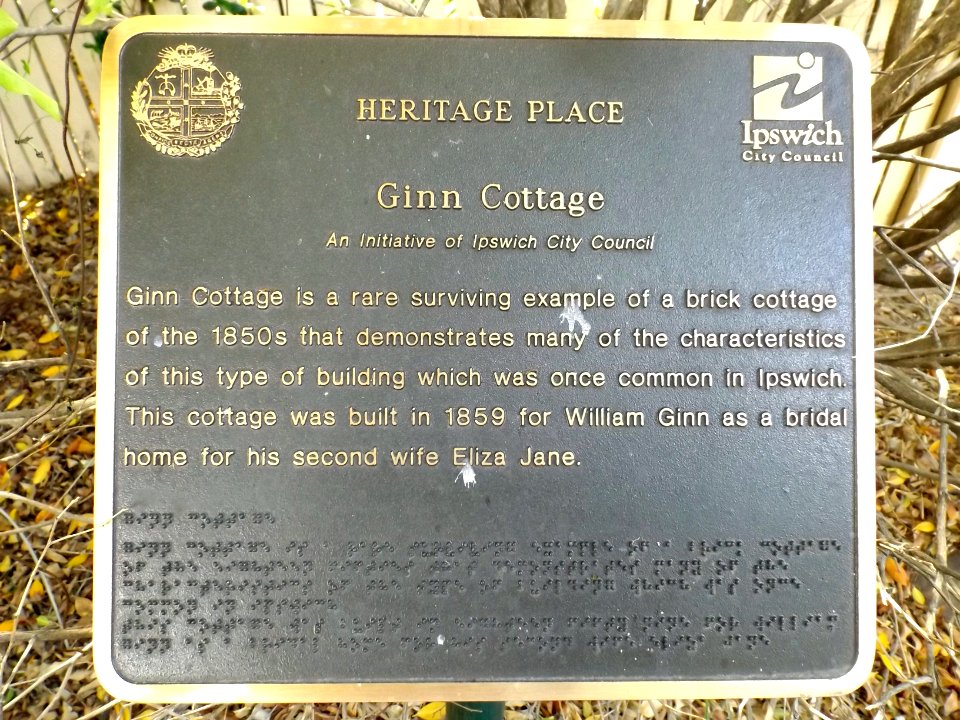 HERITAGE PLACE
Ipswich
City Council
Ginn Cottage
An Initiative of Ipswich City Council
Ginn Cottage is a rare surviving example of a brick cottage
of the 1850s that demonstrates many of the characteristics
of this type of building which was once common in Ipswich.
This cottage was built in 1859 for William Ginn as a bridal
home for his second wife Eliza Jane.